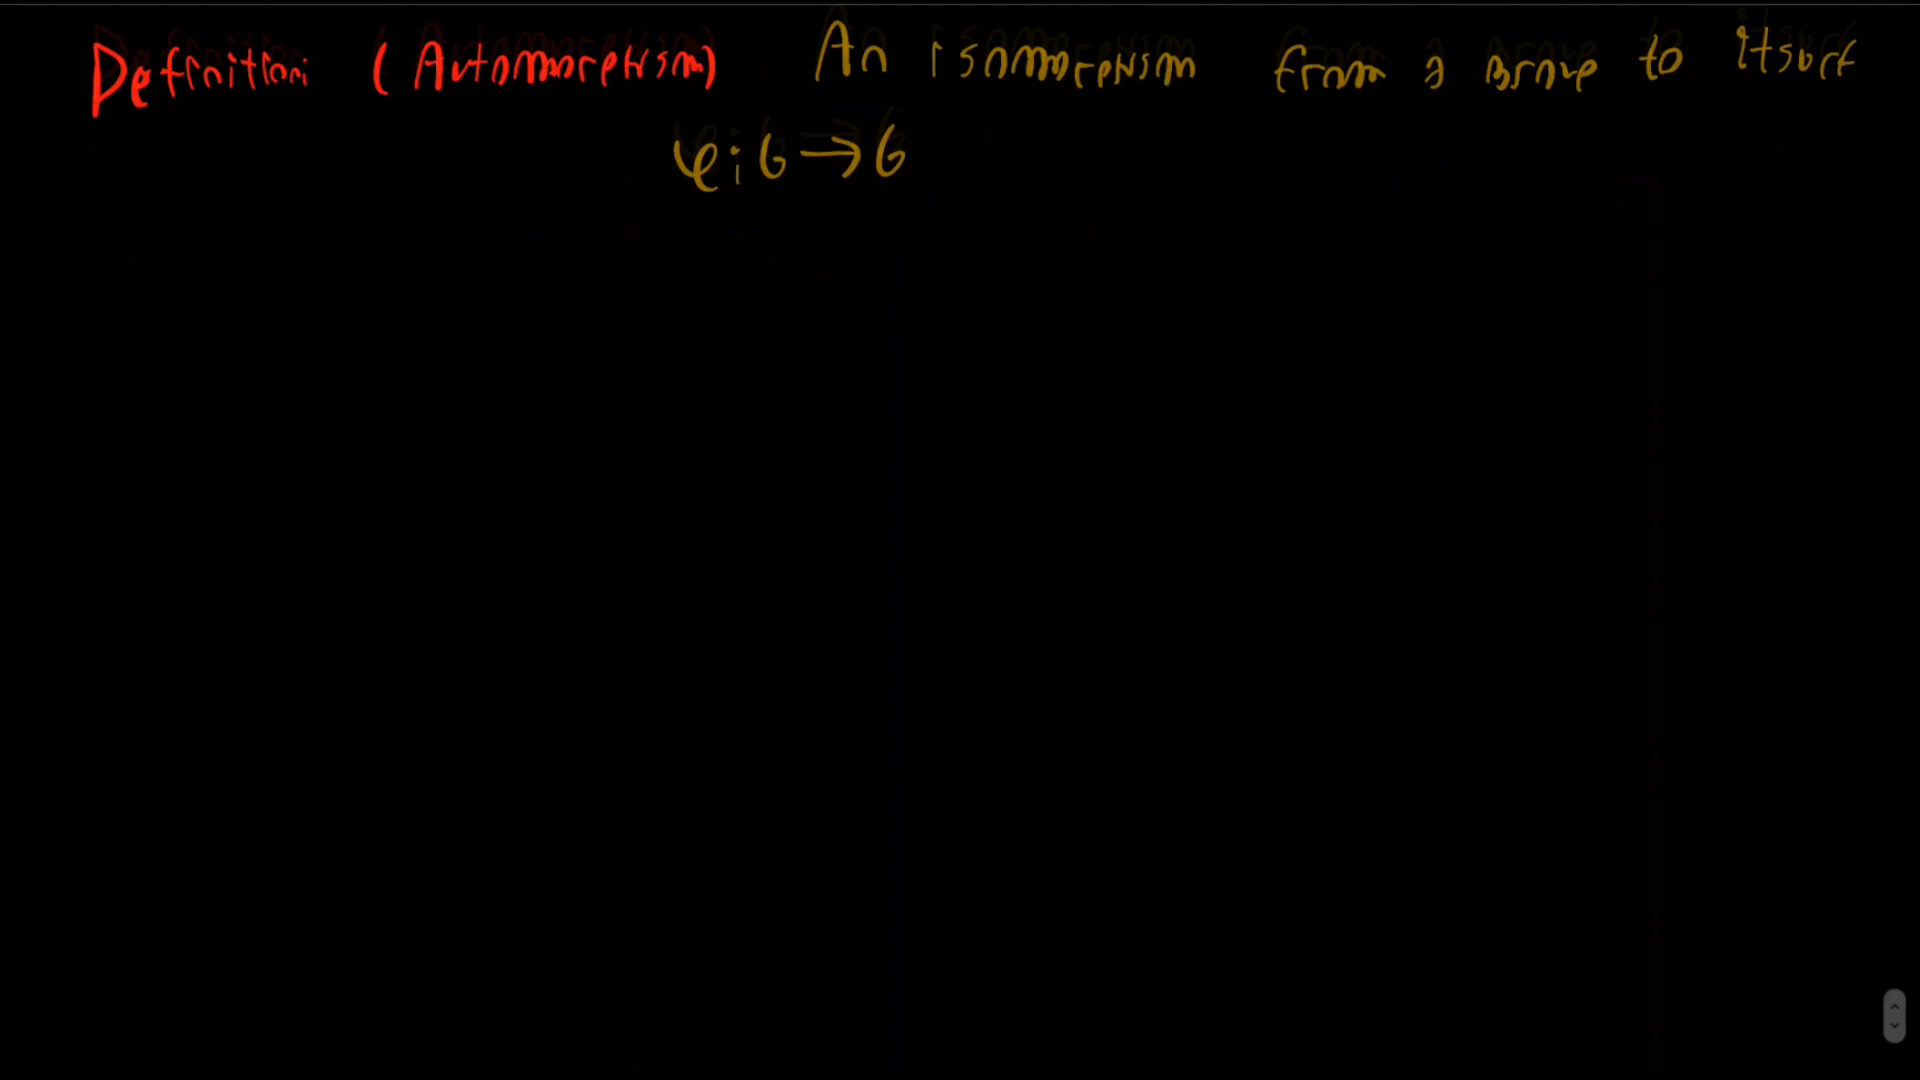 Definition: (Automorphism) An isomorphism from a group to itself
φ: G → G